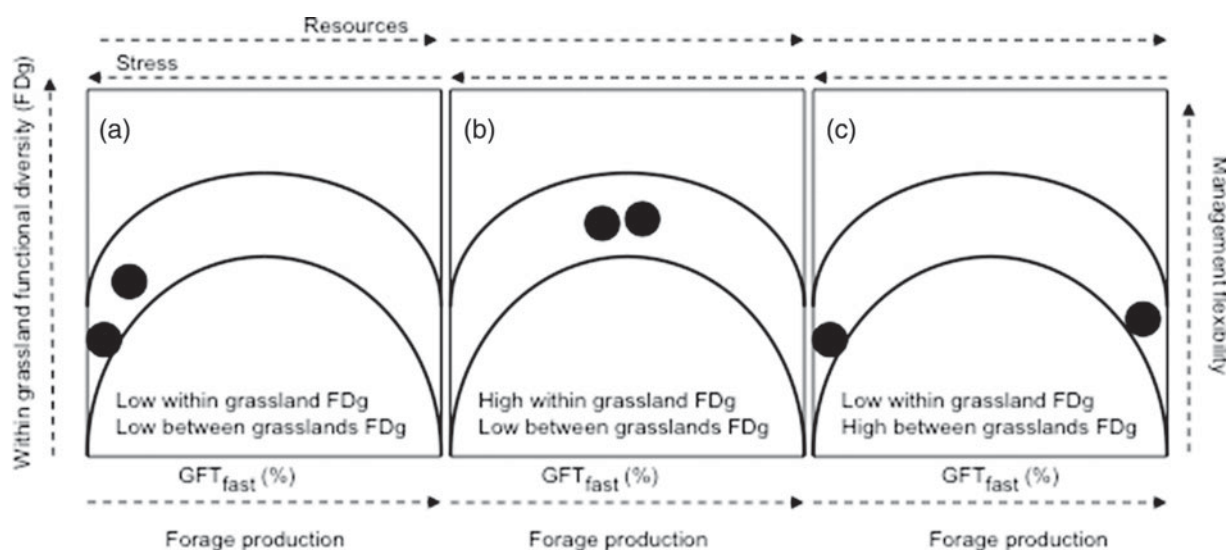 Resources
Stress
Within grassland functional diversity (FDg)
(a)
(b)
(c)
Management flexibility
Low within grassland FDg
Low between grasslands FDg
High within grassland FDg
Low between grasslands FDg
Low within grassland FDg
High between grasslands FDg
GFTfast (%)
GFTfast (%)
GFTfast (%)
Forage production
Forage production
Forage production